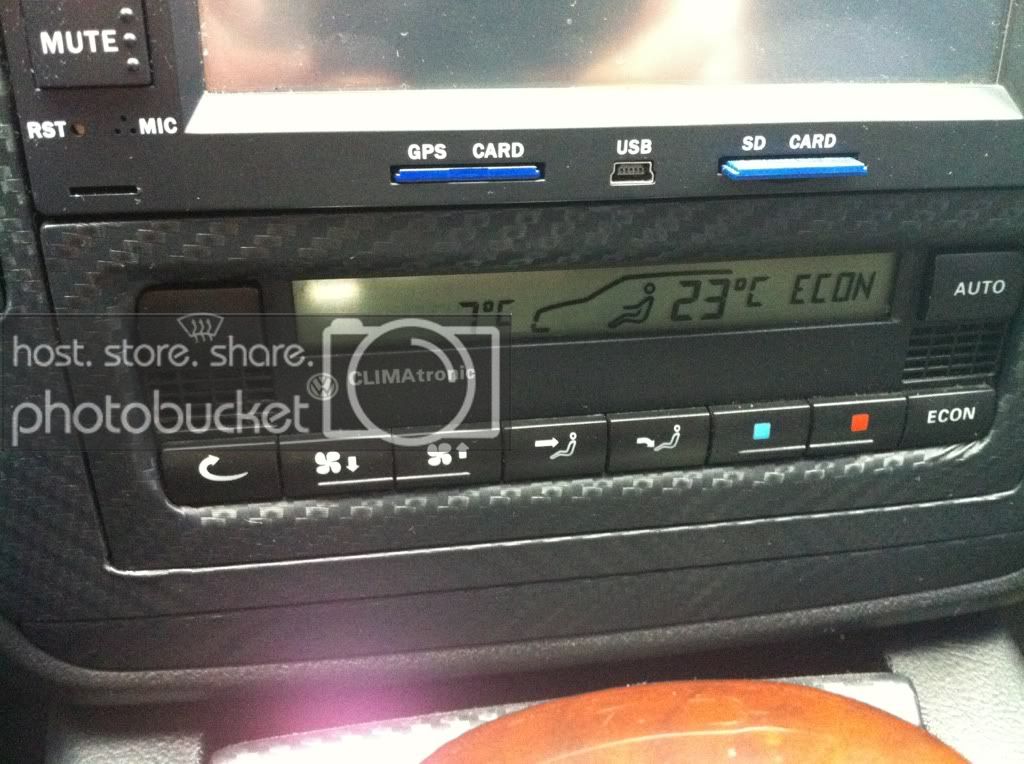 MUTE
RST MIC
GPS CARD USB SD CARD
7°C 23°C ECON
AUTO
CLIMAtronic
ECON
host. store. share.
photobucket